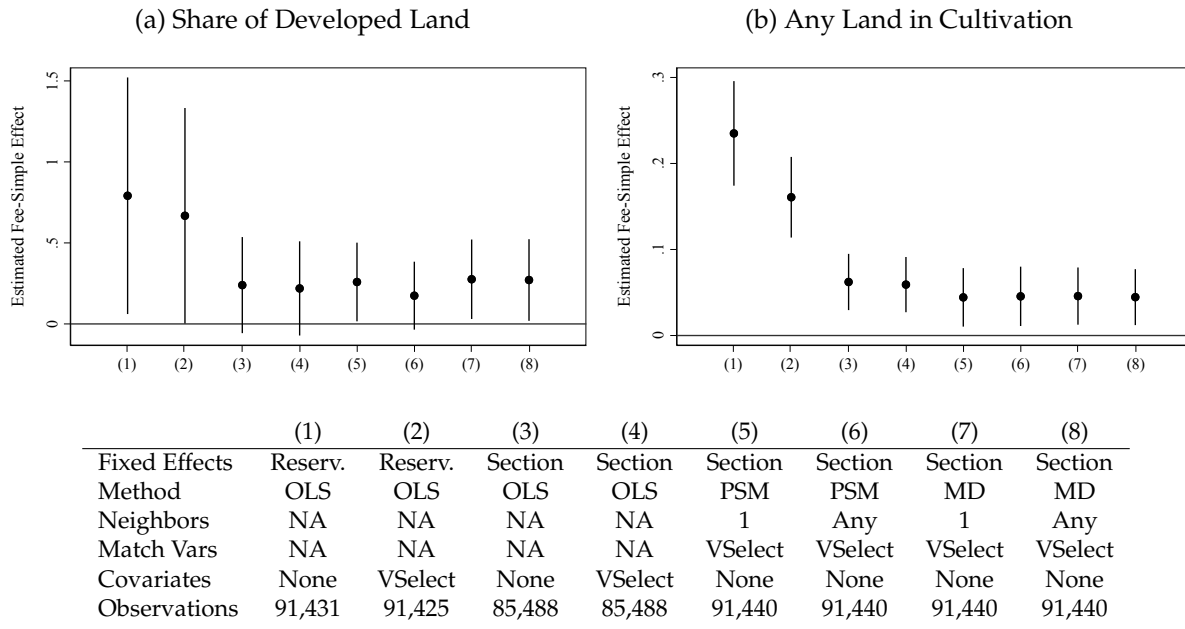 (a) Share of Developed Land
Estimated Fee-Simple Effect
1.5
1
.5
0
(1) (2) (3) (4) (5) (6) (7) (8)
(b) Any Land in Cultivation
Estimated Fee-Simple Effect
.3
.2
.1
0
(1) (2) (3) (4) (5) (6) (7) (8)
(1) (2) (3) (4) (5) (6) (7) (8)
Fixed Effects Reserv. Reserv. Section Section Section Section Section Section
Method OLS OLS OLS OLS PSM PSM MD MD
Neighbors NA NA NA NA 1 Any 1 Any
Match Vars NA NA NA NA VSelect VSelect VSelect VSelect
Covariates None VSelect None VSelect None None None None
Observations 91,431 91,425 85,488 85,488 91,440 91,440 91,440 91,440